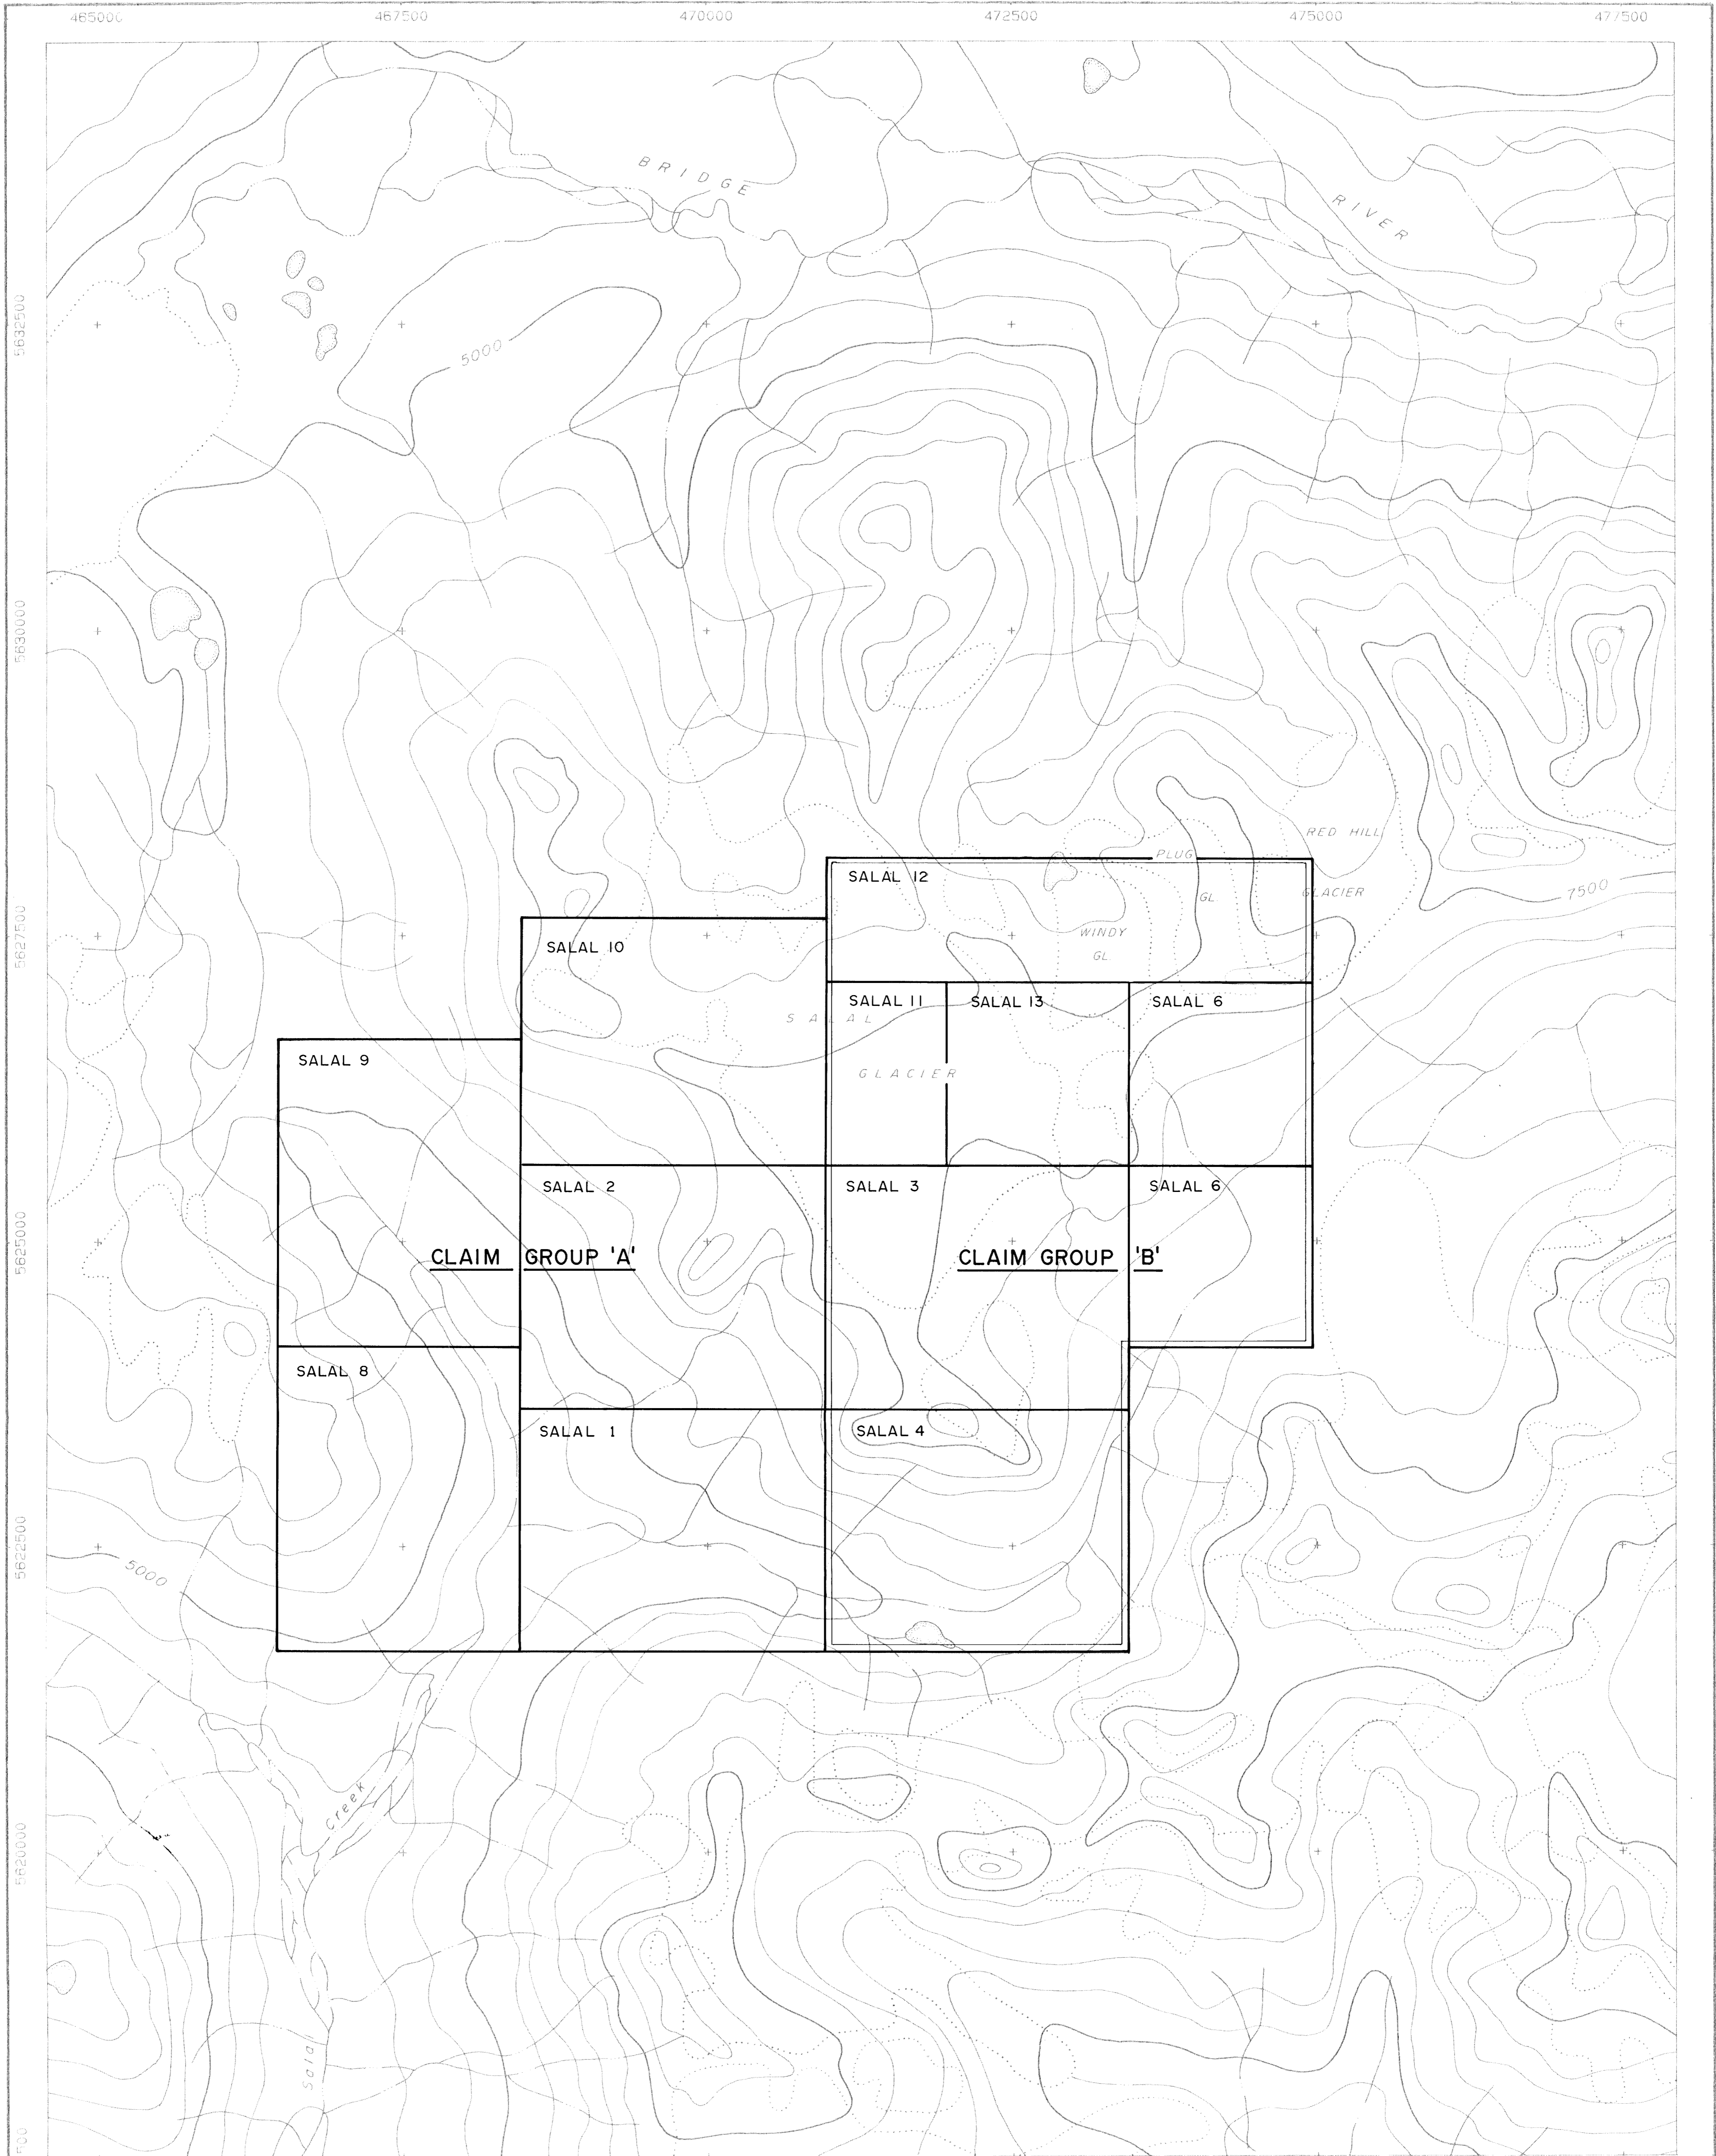 465000 467500 470000 472500 475000 477500
BRIDGE
RIVER
5632500
5000
5630000
RED HILL
PLUG
SALAL 12
GLACIER
7500
GL.
5627500
WINDY
GL.
SALAL 10
SALAL 11
SALAL 13
SALAL 6
SALAL
SALAL 9
GLACIER
SALAL 2
SALAL 3
SALAL 6
5625000
CLAIM GROUP 'A'
CLAIM GROUP 'B'
SALAL 8
SALAL 1
SALAL 4
5622500
5000
Creek
5620000
Salal
500